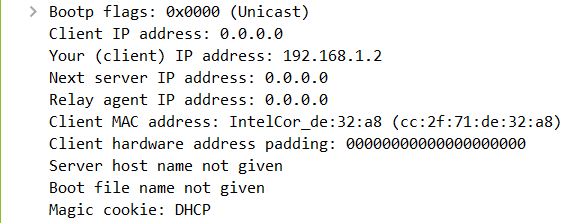 Bootp flags: 0x0000 (Unicast)
Client IP address: 0.0.0.0
Your (client) IP address: 192.168.1.2
Next server IP address: 0.0.0.0
Relay agent IP address: 0.0.0.0
Client MAC address: IntelCor_de:32:a8 (cc:2f:71:de:32:a8)
Client hardware address padding: 00000000000000000000
Server host name not given
Boot file name not given
Magic cookie: DHCP